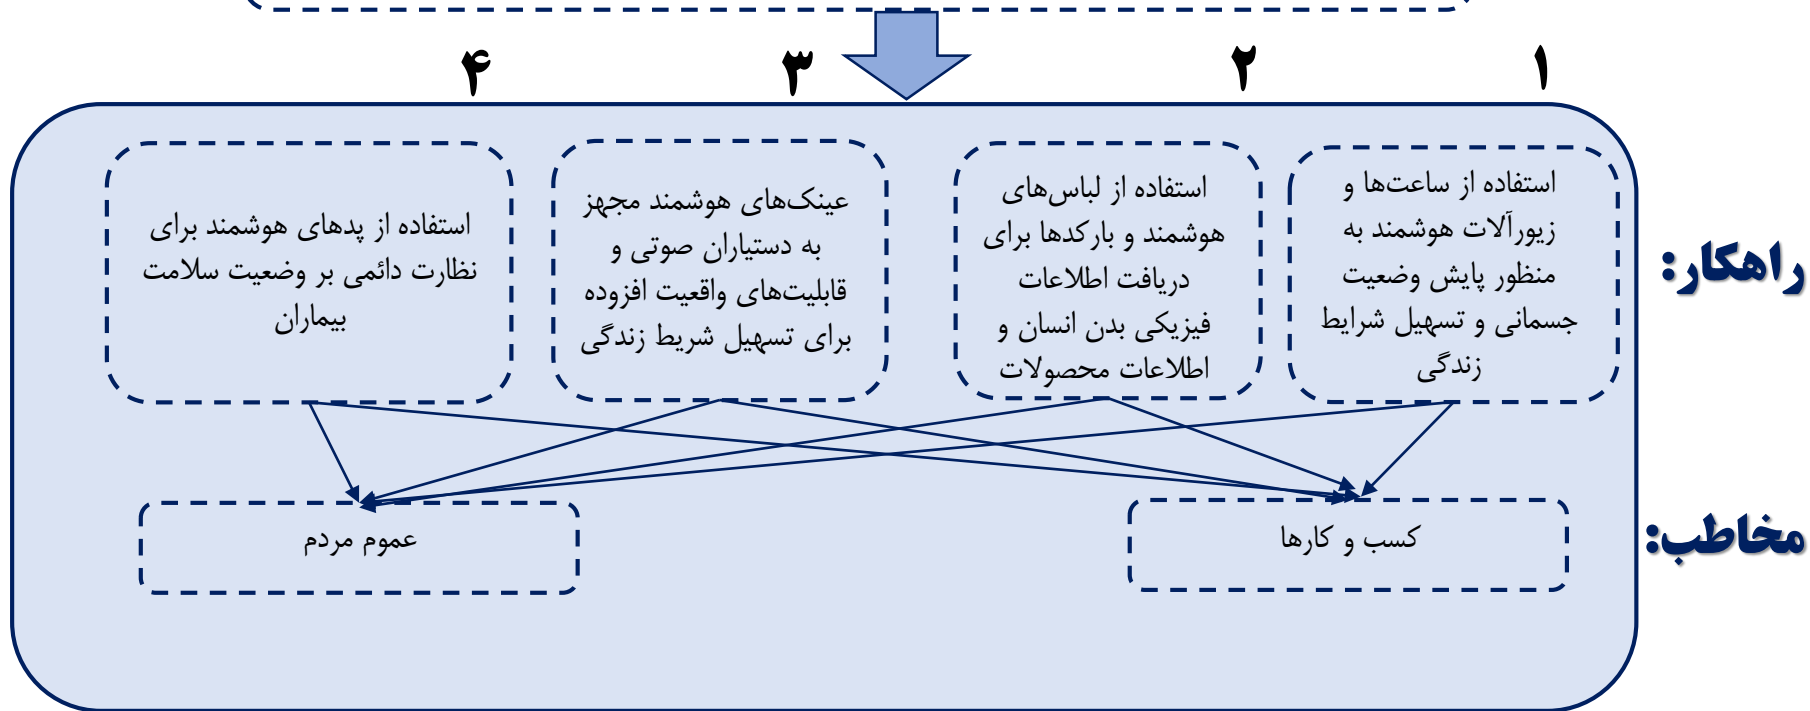 ۱
۲
۳
۴
راهکار:
استفاده از ساعت‌ها و
زیورآلات هوشمند به
منظور پایش وضعیت
جسمانی و تسهیل شرایط
زندگی
استفاده از لباس‌های
هوشمند و بارکدها برای
دریافت اطلاعات
فیزیکی بدن انسان و
اطلاعات محصولات
عینک‌های هوشمند مجهز
به دستیاران صوتی و
قابلیت‌های واقعیت افزوده
برای تسهیل شریط زندگی
استفاده از پدهای هوشمند برای
نظارت دائمی بر وضعیت سلامت
بیماران
مخاطب:
کسب و کارها
عموم مردم